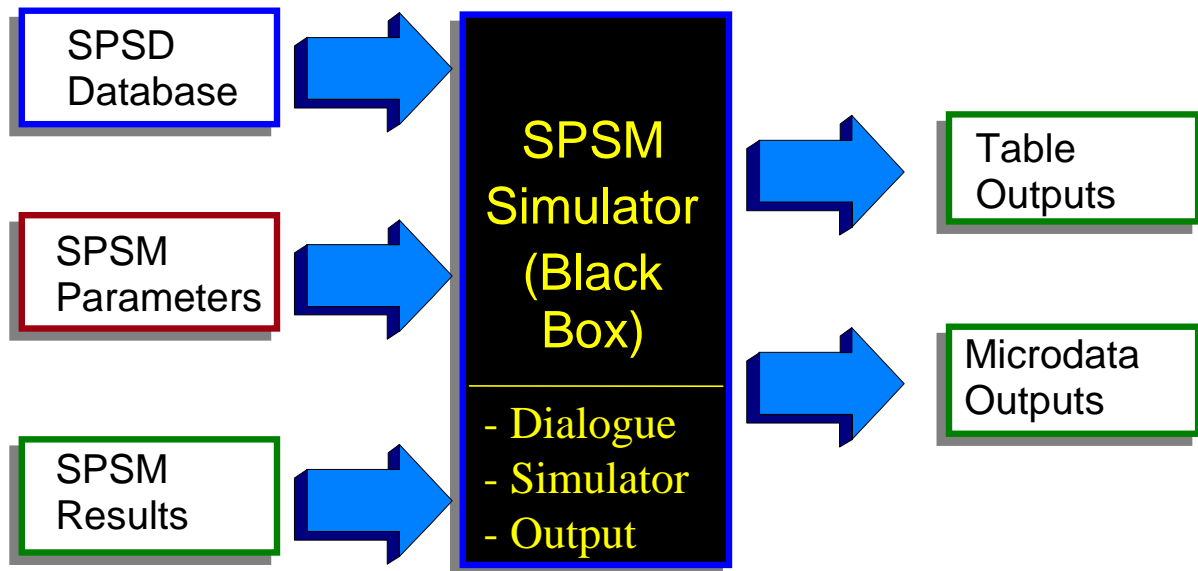 SPSD
Database
SPSM
Parameters
SPSM
Results
SPSM
Simulator
(Black
Box)
- Dialogue
- Simulator
- Output
Table
Outputs
Microdata
Outputs